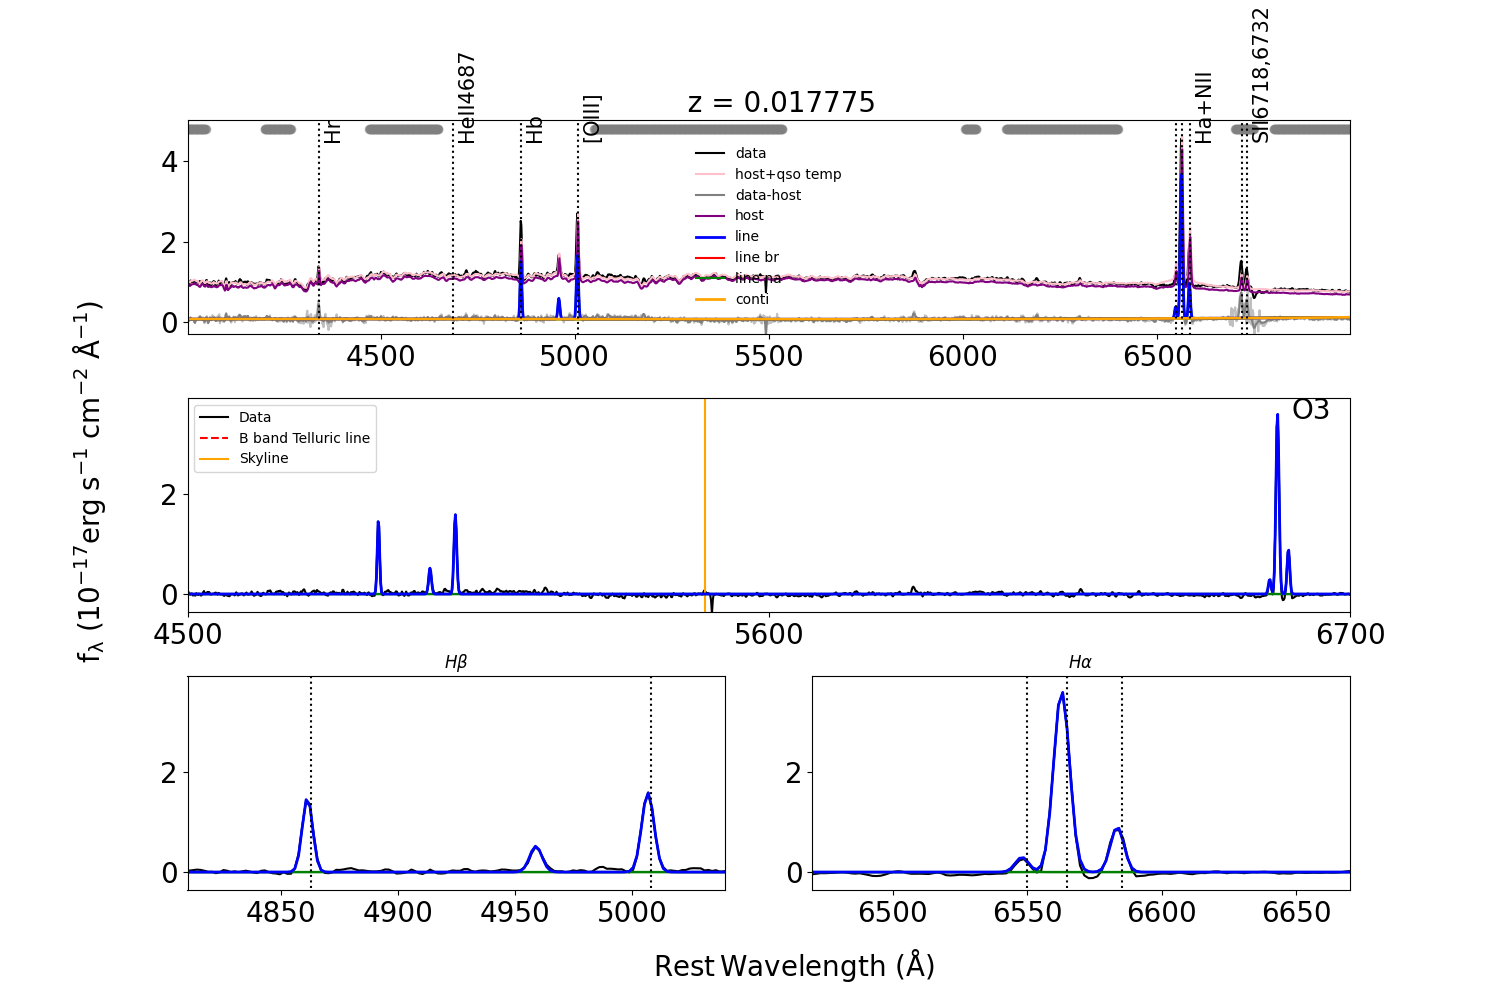 z = 0.017775
Hr
HeII4687
Hb
[OIII]
Ha+NII
SII6718,6732
data
host+qso temp
data-host
host
line
line br
line na
conti
4
2
0
4500
5000
5500
6000
6500
Data
B band Telluric line
Skyline
O3
2
0
4500
5600
6700
fλ (10⁻¹⁷erg s⁻¹ cm⁻² Å⁻¹)
Hβ
2
0
4850
4900
4950
5000
Hα
2
0
6500
6550
6600
6650
Rest Wavelength (Å)